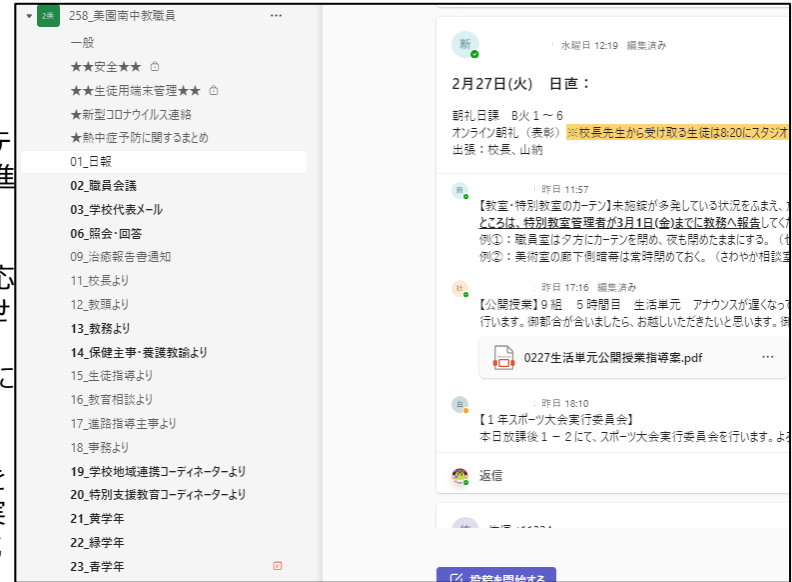 テ
進
応
せ
に
2美 258_美園南中教職員 ...
一般
★★安全★★
★★生徒用端末管理★★
★新型コロナウイルス連絡
★熱中症予防に関するまとめ
01_日報
02_職員会議
03_学校代表メール
06_照会・回答
09_治癒報告書通知
11_校長より
12_教頭より
13_教務より
14_保健主事・養護教諭より
15_生徒指導より
16_教育相談より
17_進路指導主事より
18_事務より
19_学校地域連携コーディネーターより
20_特別支援教育コーディネーターより
21_黄学年
22_緑学年
23_青学年
新 水曜日 12:19 編集済み
2月27日(火) 日直：
朝礼日課 B火１～６
オンライン朝礼（表彰）※校長先生から受け取る生徒は8:20にスタジオ
出張：校長、山納
新 昨日 11:57
【教室・特別教室のカーテン】未施錠が多発している状況をふまえ、
ところは、特別教室管理者が3月1日(金)までに教務へ報告してく
例①：職員室は夕方にカーテンを閉め、夜も閉めたままにする。（
例②：美術室の廊下側暗幕は常時閉めておく。（さわやか相談室
昨日 17:16 編集済み
【公開授業】９組 ５時間目 生活単元 アナウンスが遅くなっ
行います。御都合が合いましたら、お越しいただきたいと思います。御
0227生活単元公開授業指導案.pdf ...
昨日 18:10
【１年スポーツ大会実行委員会】
本日放課後１－２にて、スポーツ大会実行委員会を行います。よ
返信
投稿を開始する